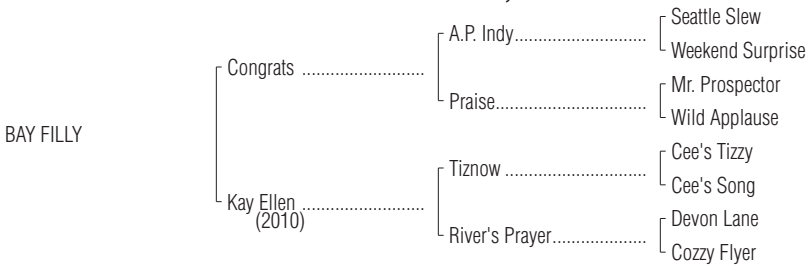 Seattle Slew
A.P. Indy............................
Weekend Surprise
Congrats ..........................
Mr. Prospector
Praise................................
Wild Applause
BAY FILLY
Cee's Tizzy
Tiznow ..............................
Cee's Song
Kay Ellen ..........................
(2010)
Devon Lane
River's Prayer....................
Cozzy Flyer